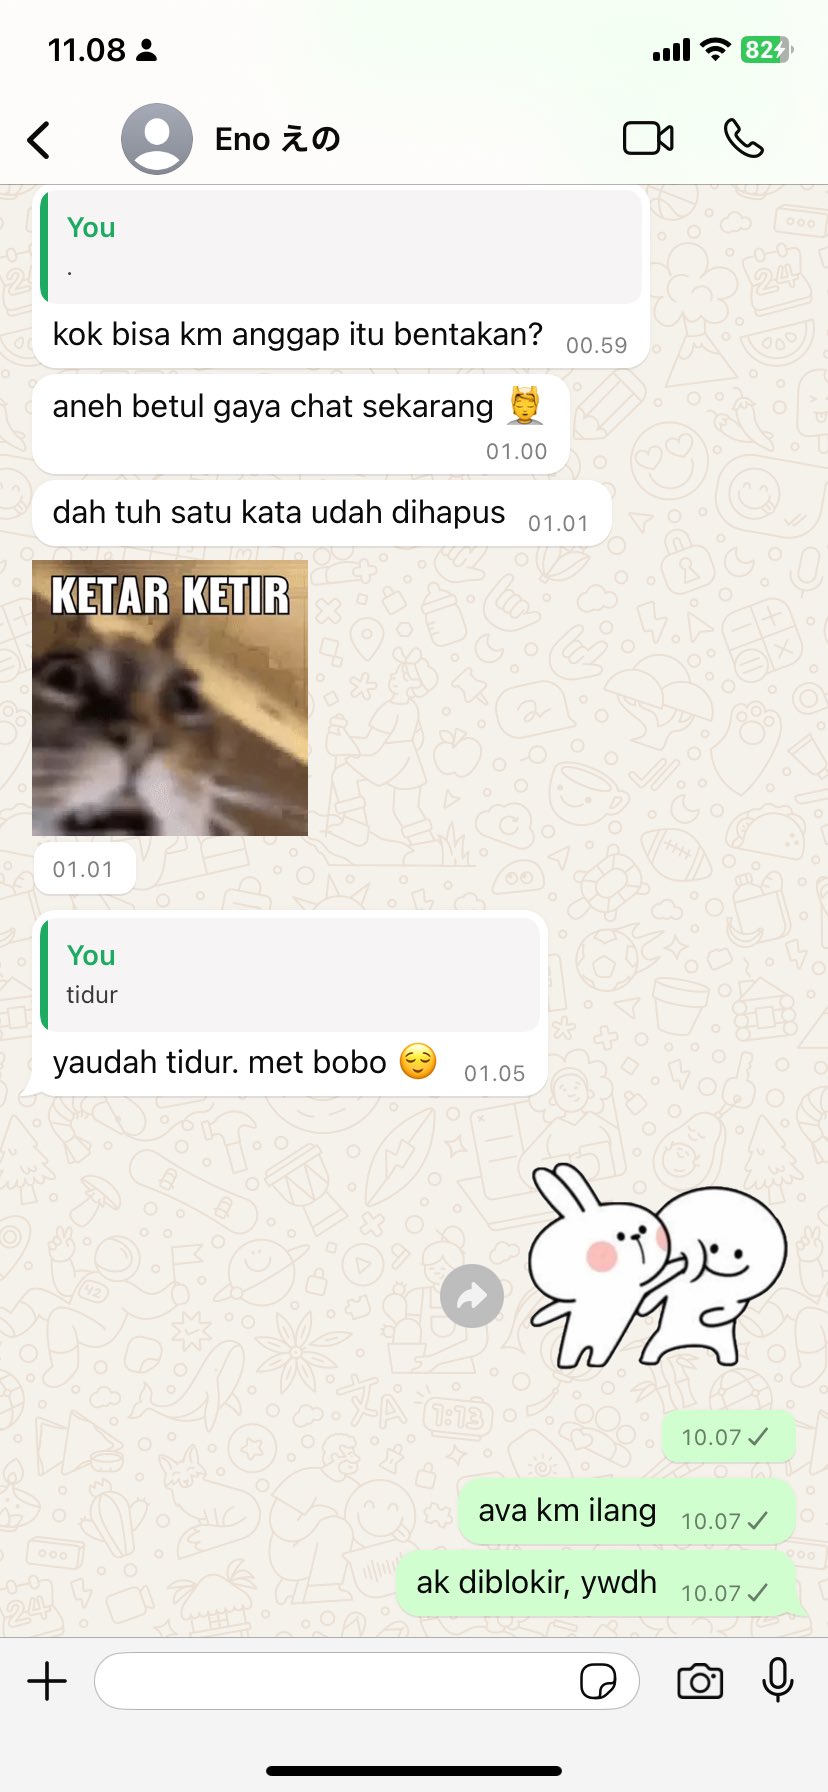 11.08
82
Eno えの
You
.
kok bisa km anggap itu bentakan? 00.59
aneh betul gaya chat sekarang 💆
01.00
dah tuh satu kata udah dihapus 01.01
KETAR KETIR
01.01
You
tidur
yaudah tidur. met bobo 😌 01.05
10.07
ava km ilang 10.07
ak diblokir, ywdh 10.07